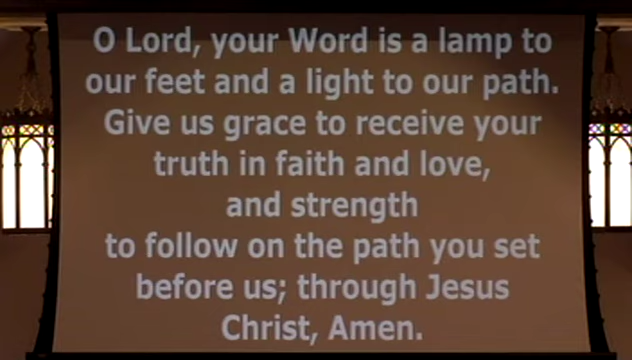 O Lord, your Word is a lamp to
our feet and a light to our path.
Give us grace to receive your
truth in faith and love,
and strength
to follow on the path you set
before us; through Jesus
Christ, Amen.